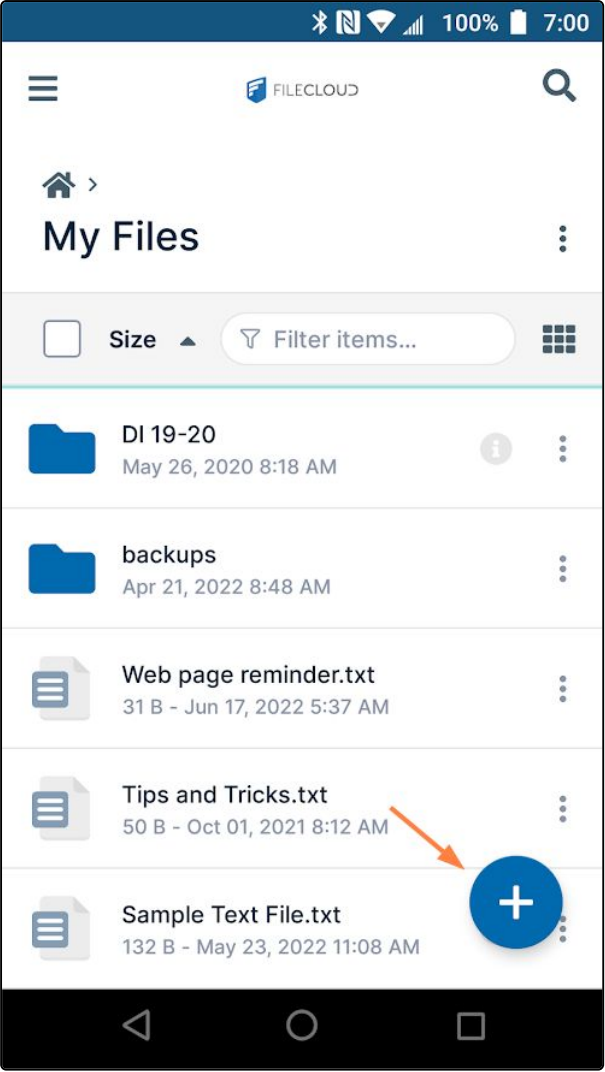 100% 7:00
FILECLOUD
My Files
Size Filter items...
DI 19-20
May 26, 2020 8:18 AM
backups
Apr 21, 2022 8:48 AM
Web page reminder.txt
31 B - Jun 17, 2022 5:37 AM
Tips and Tricks.txt
50 B - Oct 01, 2021 8:12 AM
Sample Text File.txt
132 B - May 23, 2022 11:08 AM